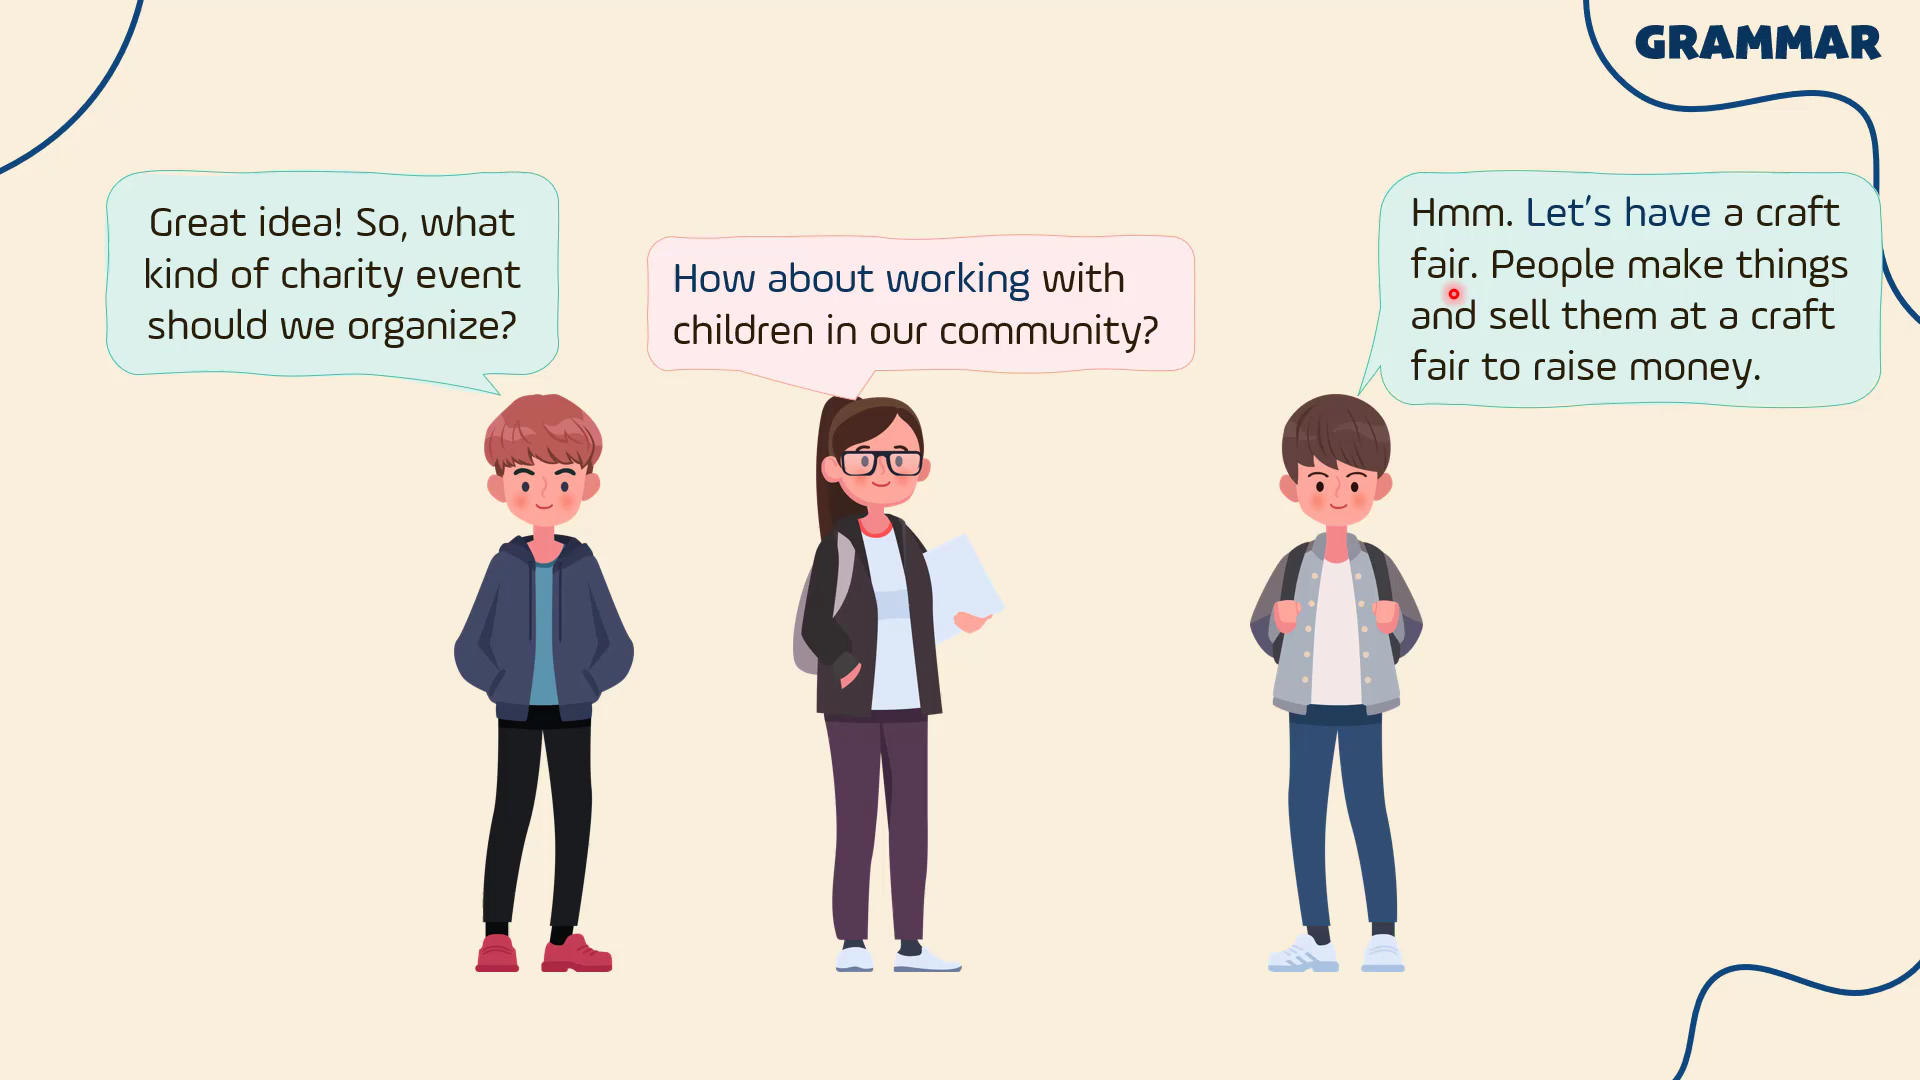 GRAMMAR
Great idea! So, what
kind of charity event
should we organize?
How about working with
children in our community?
Hmm. Let's have a craft
fair. People make things
and sell them at a craft
fair to raise money.